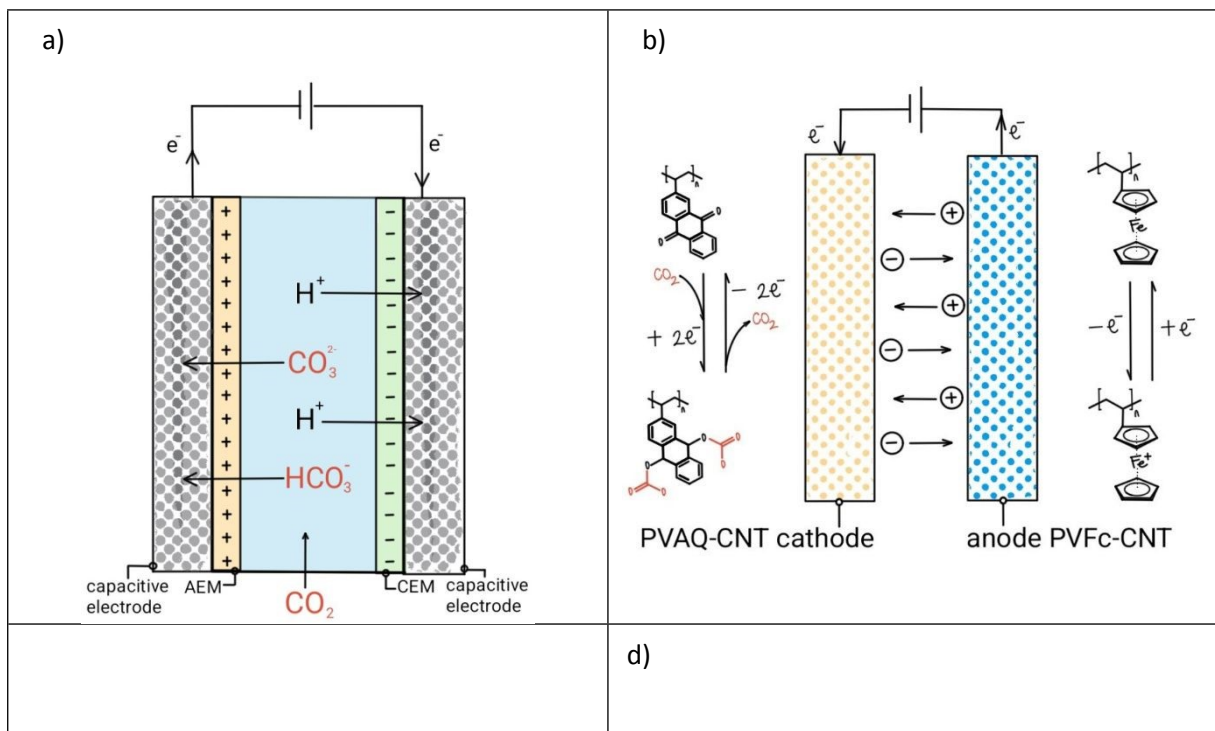 a)
e⁻
e⁻
+
+
+
+
+
+
+
+
+
+
+
+
+
+
−
−
−
−
−
−
−
−
−
−
−
−
−
−
H⁺
CO₃²⁻
H⁺
HCO₃⁻
CO₂
capacitive
electrode
AEM
CEM
capacitive
electrode
b)
e⁻
e⁻
n
O
O
CO₂
+ 2e⁻
− 2e⁻
CO₂
n
O
O
O
O
O
O
+
−
+
−
+
−
n
Fe
−e⁻
+e⁻
n
Fe⁺
PVAQ-CNT cathode
anode PVFc-CNT
d)